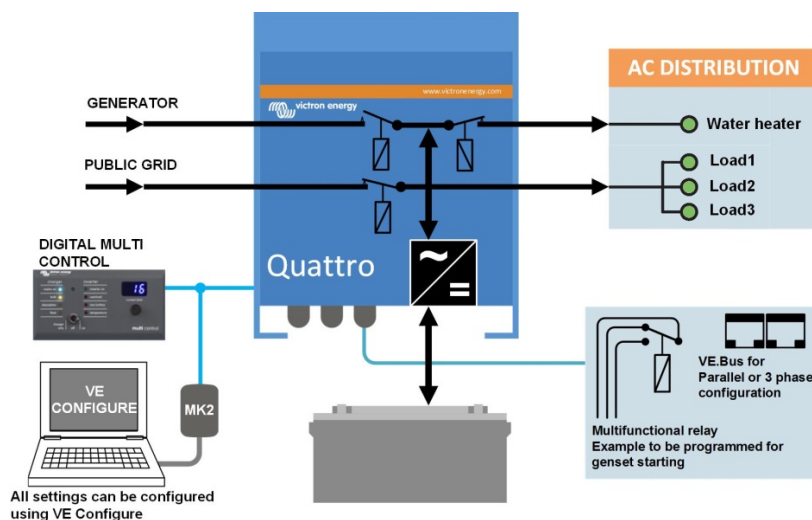 www.victronenergy.com
victron energy
GENERATOR
PUBLIC GRID
Quattro
AC DISTRIBUTION
Water heater
Load1
Load2
Load3
DIGITAL MULTI
CONTROL
16
multi control
VE
CONFIGURE
MK2
All settings can be configured
using VE Configure
VE.Bus for
Parallel or 3 phase
configuration
Multifunctional relay
Example to be programmed for
genset starting